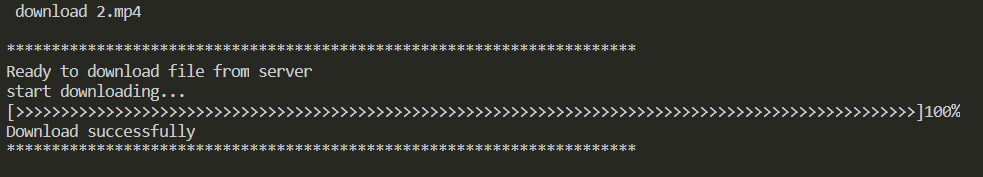 download 2.mp4
**********************************************************************
Ready to download file from server
start downloading...
[>>>>>>>>>>>>>>>>>>>>>>>>>>>>>>>>>>>>>>>>>>>>>>>>>>>>>>>>>>>>>>>>>>>>>>>>>>>>>>>>>>>>>>>>>>>>>>>>>>>>]100%
Download successfully
**********************************************************************